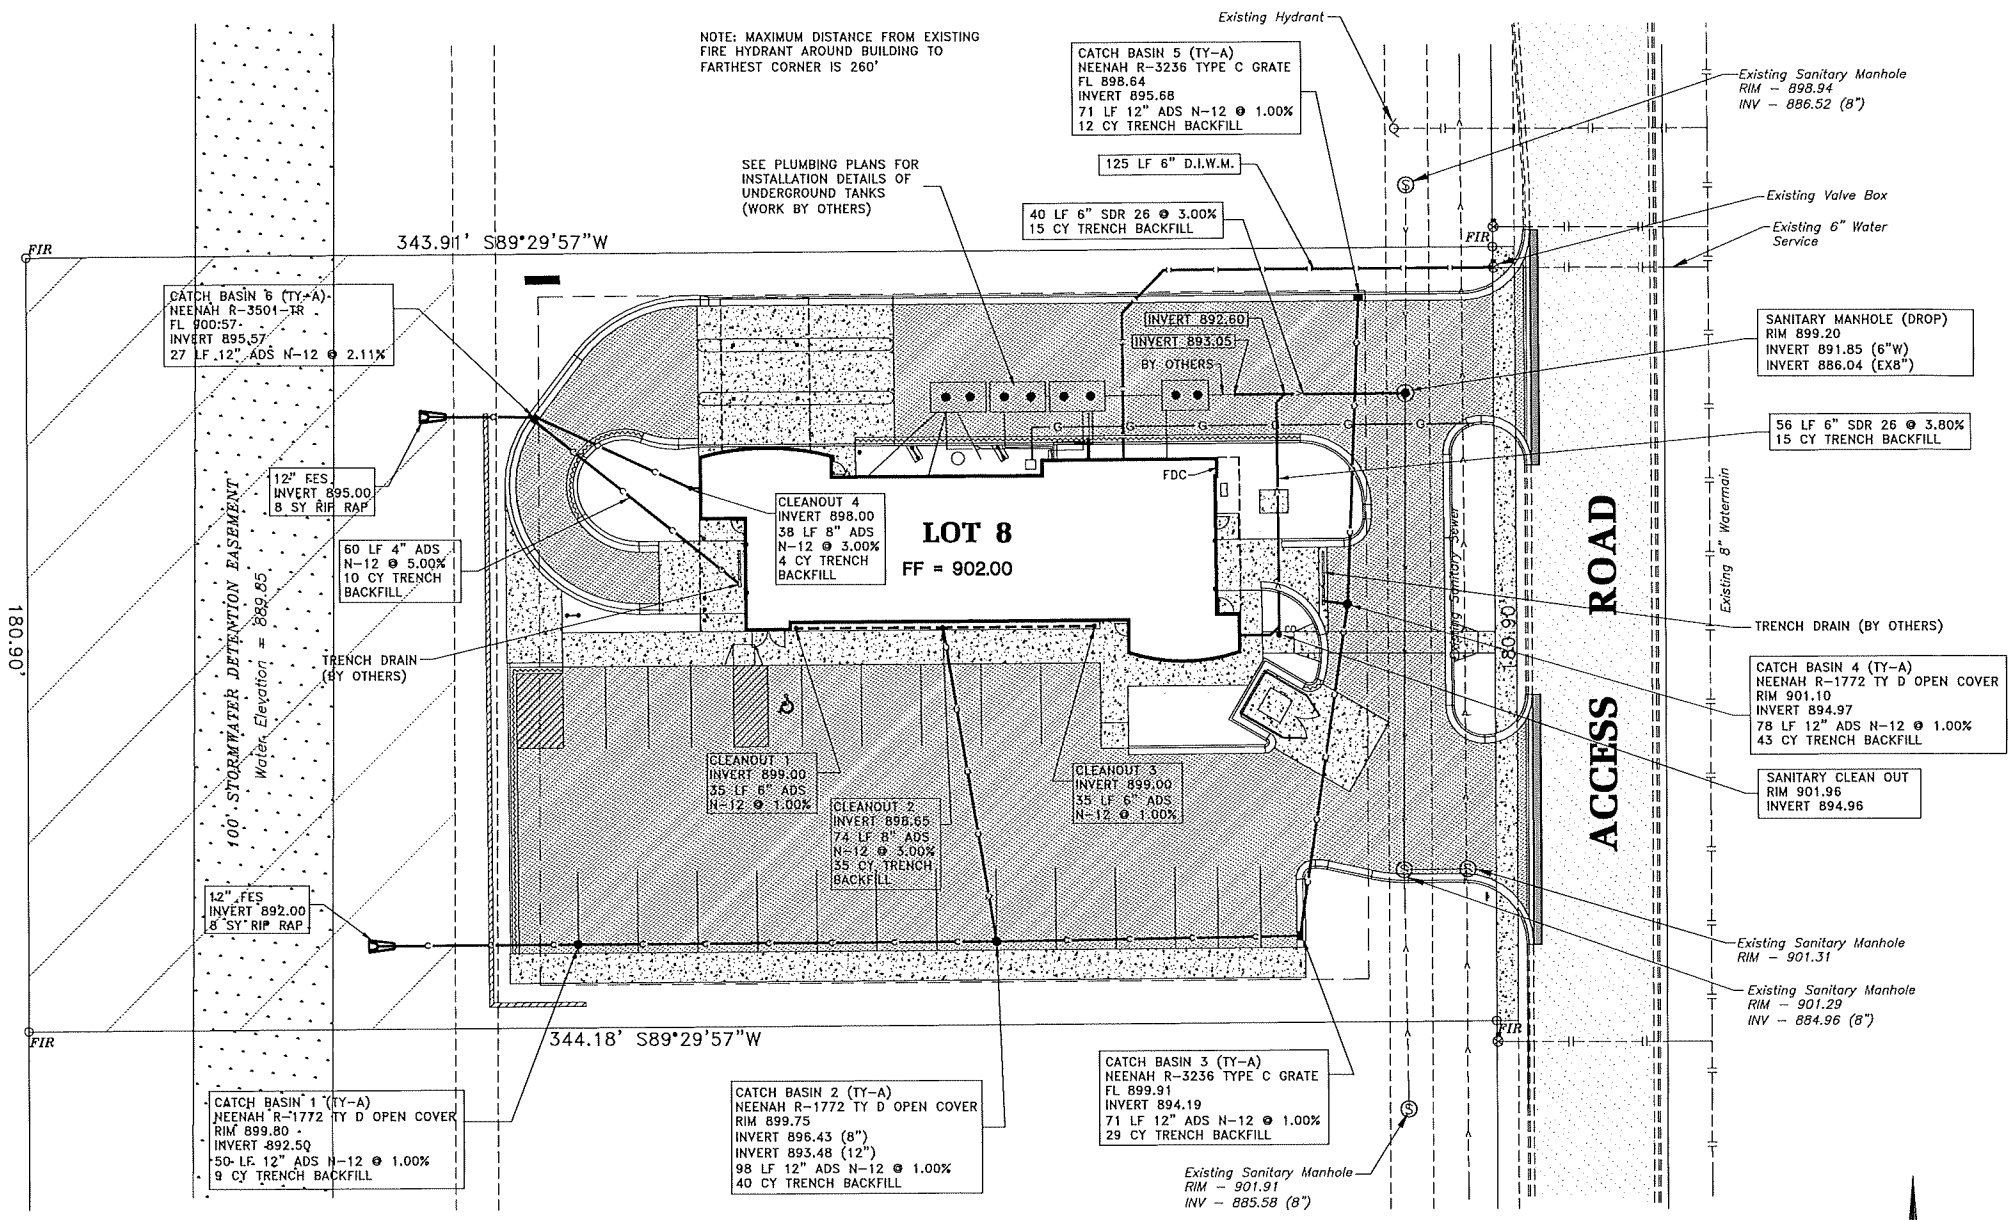 NOTE: MAXIMUM DISTANCE FROM EXISTING
FIRE HYDRANT AROUND BUILDING TO
FARTHEST CORNER IS 260'
Existing Hydrant
CATCH BASIN 5 (TY-A)
NEENAH R-3236 TYPE C GRATE
FL 898.64
INVERT 895.68
71 LF 12" ADS N-12 @ 1.00%
12 CY TRENCH BACKFILL
Existing Sanitary Manhole
RIM - 898.94
INV - 886.52 (8")
SEE PLUMBING PLANS FOR
INSTALLATION DETAILS OF
UNDERGROUND TANKS
(WORK BY OTHERS)
125 LF 6" D.I.W.M.
40 LF 6" SDR 26 @ 3.00%
15 CY TRENCH BACKFILL
Existing Valve Box
Existing 6" Water
Service
FIR
343.91' S89°29'57"W
FIR
CATCH BASIN 6 (TY-A)
NEENAH R-3501-TR
FL 900.57
INVERT 895.57
27 LF 12" ADS N-12 @ 2.11%
INVERT 892.60
INVERT 893.05
BY OTHERS
SANITARY MANHOLE (DROP)
RIM 899.20
INVERT 891.85 (6"W)
INVERT 886.04 (EX8")
56 LF 6" SDR 26 @ 3.80%
15 CY TRENCH BACKFILL
G G G G G
12" FES
INVERT 895.00
8 SY RIP RAP
FDC
CLEANOUT 4
INVERT 898.00
38 LF 8" ADS
N-12 @ 3.00%
4 CY TRENCH
BACKFILL
LOT 8
FF = 902.00
60 LF 4" ADS
N-12 @ 5.00%
10 CY TRENCH
BACKFILL
100' STORMWATER DETENTION EASEMENT
Water Elevation = 889.85
180.90'
Existing Sanitary Sewer
180.90'
ACCESS ROAD
Existing 8" Watermain
TRENCH DRAIN
(BY OTHERS)
TRENCH DRAIN (BY OTHERS)
CATCH BASIN 4 (TY-A)
NEENAH R-1772 TY D OPEN COVER
RIM 901.10
INVERT 894.97
78 LF 12" ADS N-12 @ 1.00%
43 CY TRENCH BACKFILL
CLEANOUT 1
INVERT 899.00
35 LF 6" ADS
N-12 @ 1.00%
CLEANOUT 2
INVERT 898.65
74 LF 8" ADS
N-12 @ 3.00%
35 CY TRENCH
BACKFILL
CLEANOUT 3
INVERT 899.00
35 LF 6" ADS
N-12 @ 1.00%
SANITARY CLEAN OUT
RIM 901.96
INVERT 894.96
12" FES
INVERT 892.00
8 SY RIP RAP
Existing Sanitary Manhole
RIM - 901.31
Existing Sanitary Manhole
RIM - 901.29
INV - 884.96 (8")
FIR
344.18' S89°29'57"W
FIR
CATCH BASIN 1 (TY-A)
NEENAH R-1772 TY D OPEN COVER
RIM 899.80
INVERT 892.50
50 LF 12" ADS N-12 @ 1.00%
9 CY TRENCH BACKFILL
CATCH BASIN 2 (TY-A)
NEENAH R-1772 TY D OPEN COVER
RIM 899.75
INVERT 896.43 (8")
INVERT 893.48 (12")
98 LF 12" ADS N-12 @ 1.00%
40 CY TRENCH BACKFILL
CATCH BASIN 3 (TY-A)
NEENAH R-3236 TYPE C GRATE
FL 899.91
INVERT 894.19
71 LF 12" ADS N-12 @ 1.00%
29 CY TRENCH BACKFILL
Existing Sanitary Manhole
RIM - 901.91
INV - 885.58 (8")